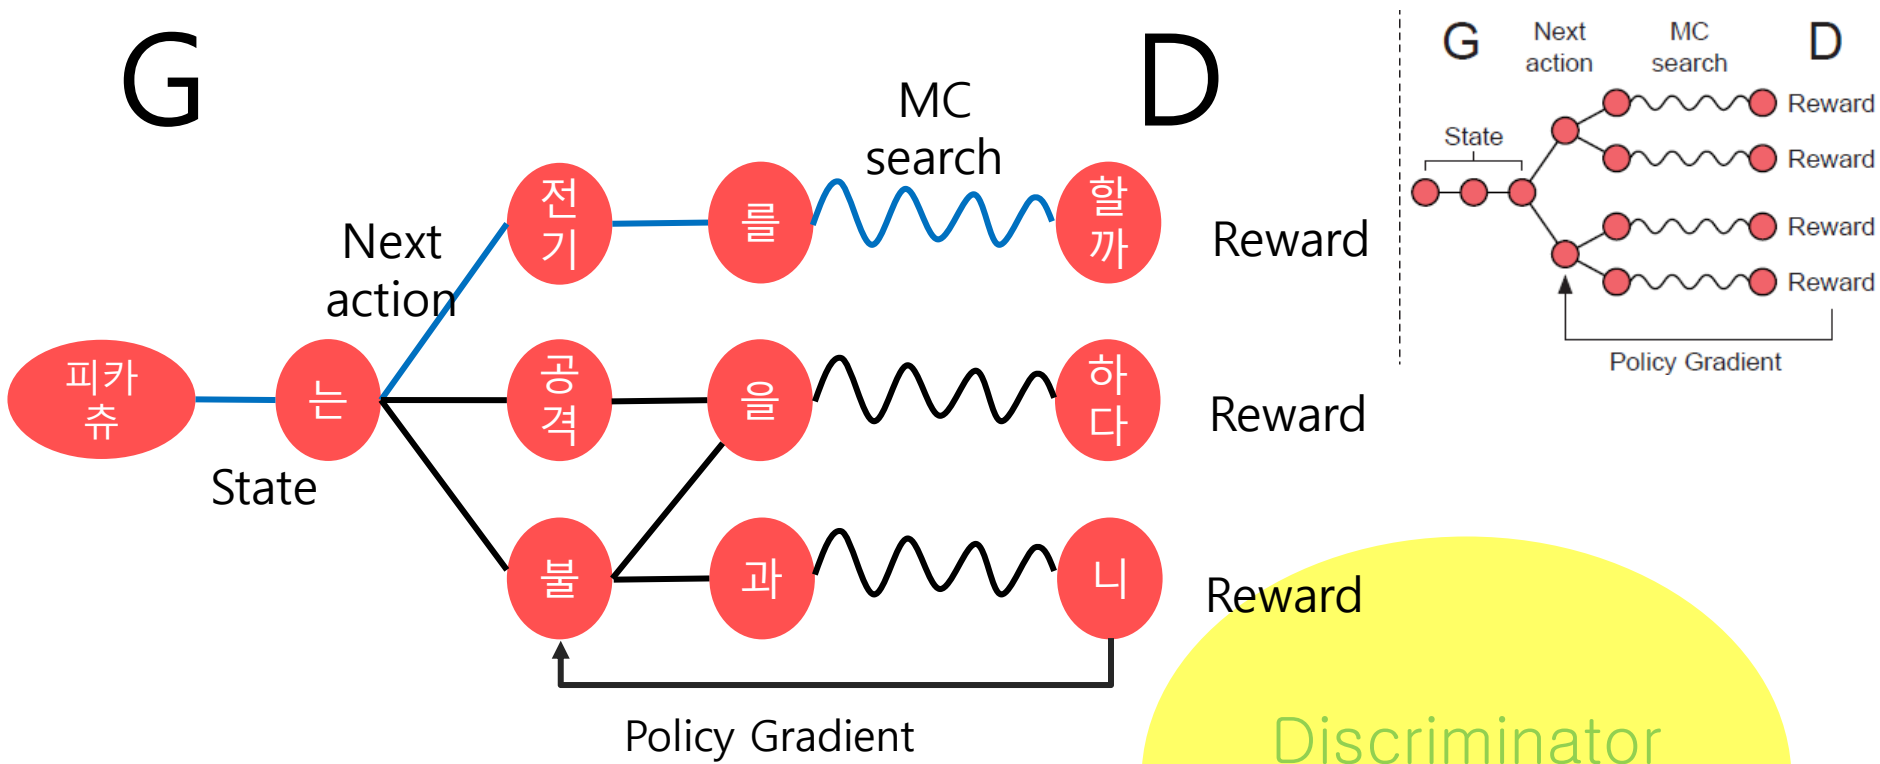 G
D
MC
search
Next
action
전
기
를
할
까
Reward
피카
츄
는
공
격
을
하
다
Reward
State
불
과
니
Reward
Policy Gradient
Discriminator
G
Next
action
MC
search
D
State
Reward
Reward
Reward
Reward
Policy Gradient